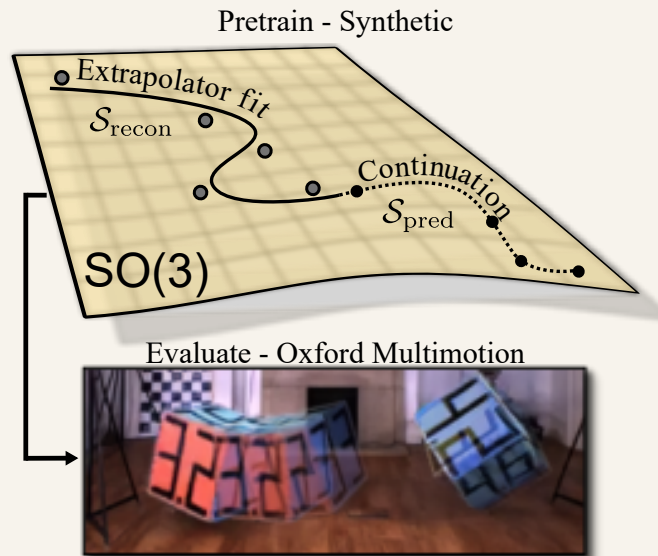 Pretrain - Synthetic
Extrapolator fit
𝒮recon
Continuation
𝒮pred
SO(3)
Evaluate - Oxford Multimotion